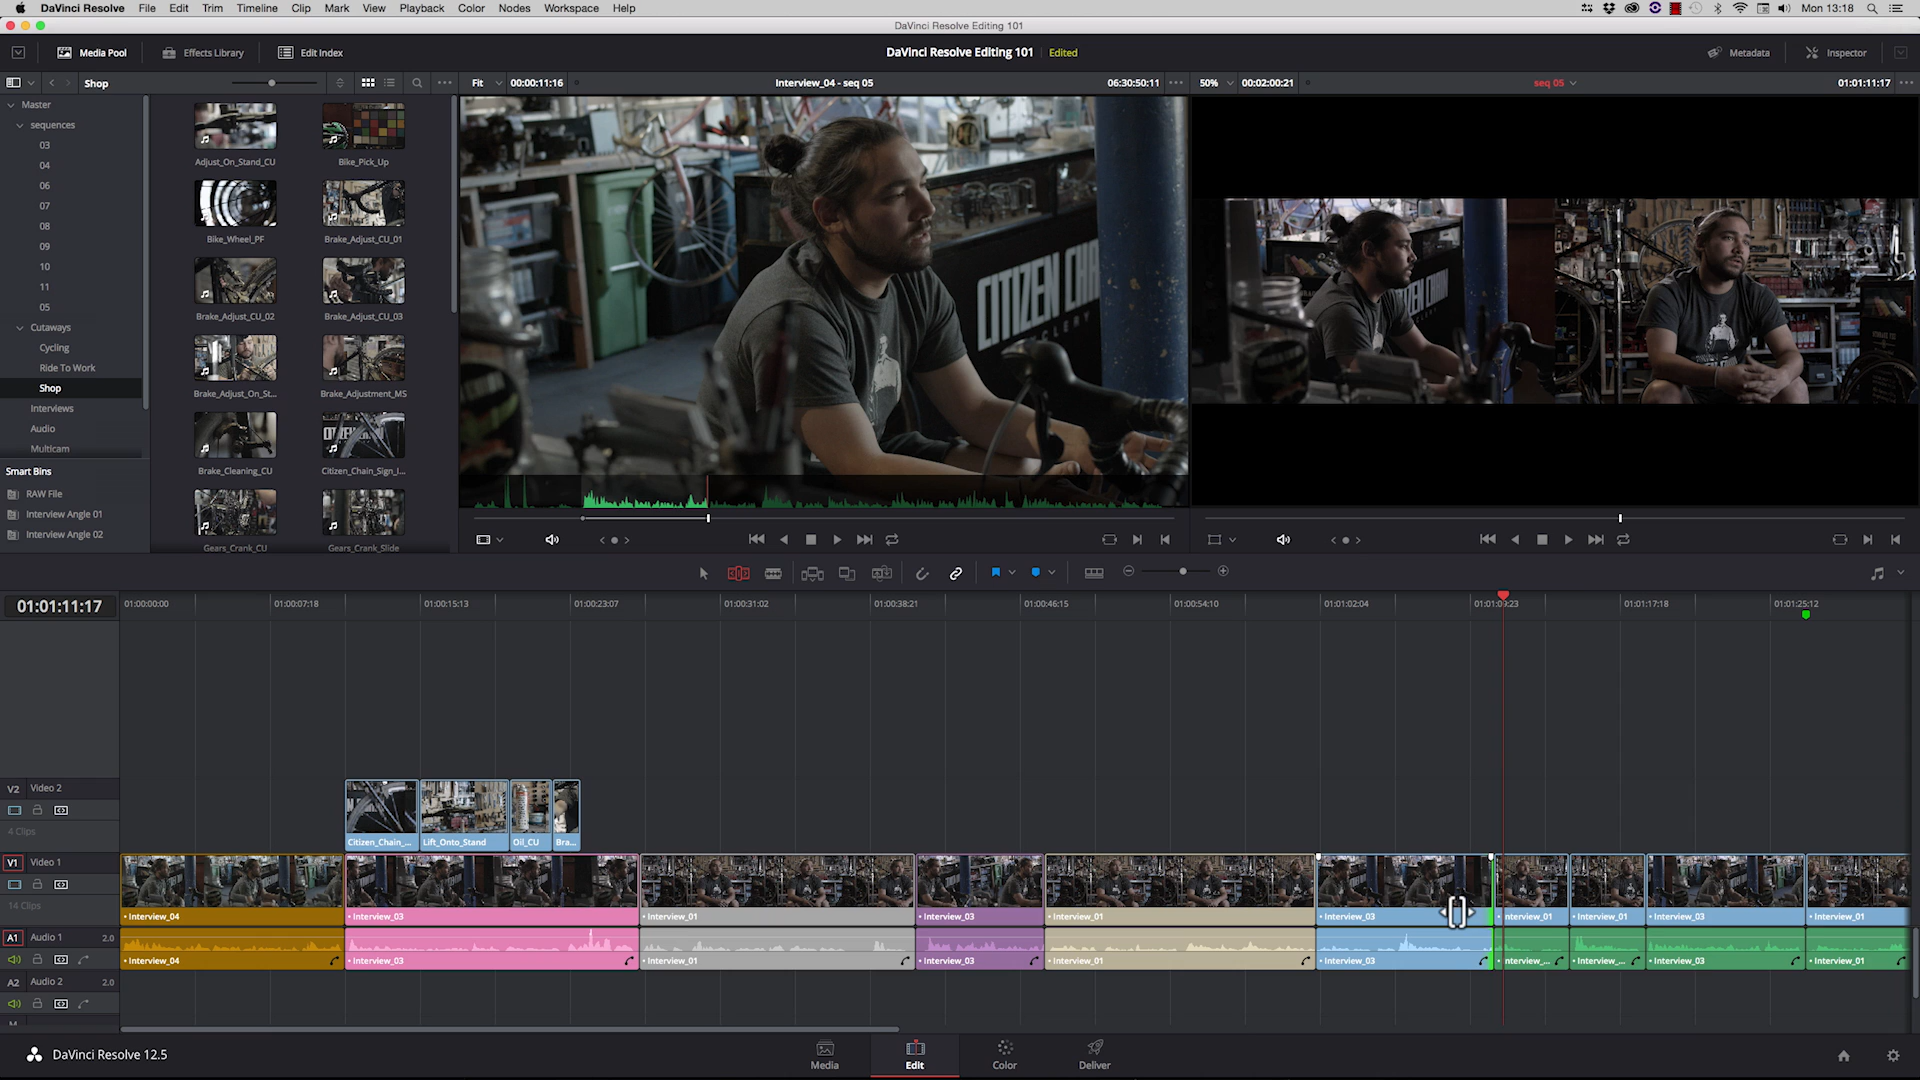 DaVinci Resolve File Edit Trim Timeline Clip Mark View Playback Color Nodes Workspace Help Mon 13:18
DaVinci Resolve Editing 101
Media Pool Effects Library Edit Index DaVinci Resolve Editing 101 Edited Metadata Inspector
Shop Fit 00:00:11:16 Interview_04 - seq 05 06:30:50:11 50% 00:02:00:21 seq 05 01:01:11:17
Master
sequences
03
04
06
07
08
09
10
11
05
Cutaways
Cycling
Ride To Work
Shop
Interviews
Audio
Multicam
Smart Bins
RAW File
Interview Angle 01
Interview Angle 02
Adjust_On_Stand_CU Bike_Pick_Up
Bike_Wheel_PF Brake_Adjust_CU_01
Brake_Adjust_CU_02 Brake_Adjust_CU_03
Brake_Adjust_On_St... Brake_Adjustment_MS
Brake_Cleaning_CU Citizen_Chain_Sign_I...
Gears_Crank_CU Gears_Crank_Slide
CITIZEN CHAIN
CYCLERY
01:01:11:17 01:00:00:00 01:00:07:18 01:00:15:13 01:00:23:07 01:00:31:02 01:00:38:21 01:00:46:15 01:00:54:10 01:01:02:04 01:01:09:23 01:01:17:18 01:01:25:12
V2 Video 2
4 Clips
Citizen_Chain_... Lift_Onto_Stand Oil_CU Bra...
V1 Video 1
14 Clips
Interview_04 Interview_03 Interview_01 Interview_03 Interview_01 Interview_03 Interview_01 Interview_01 Interview_03 Interview_01
A1 Audio 1 2.0
Interview_04 Interview_03 Interview_01 Interview_03 Interview_01 Interview_03 Interview_... Interview_... Interview_03 Interview_01
A2 Audio 2 2.0
M
DaVinci Resolve 12.5 Media Edit Color Deliver